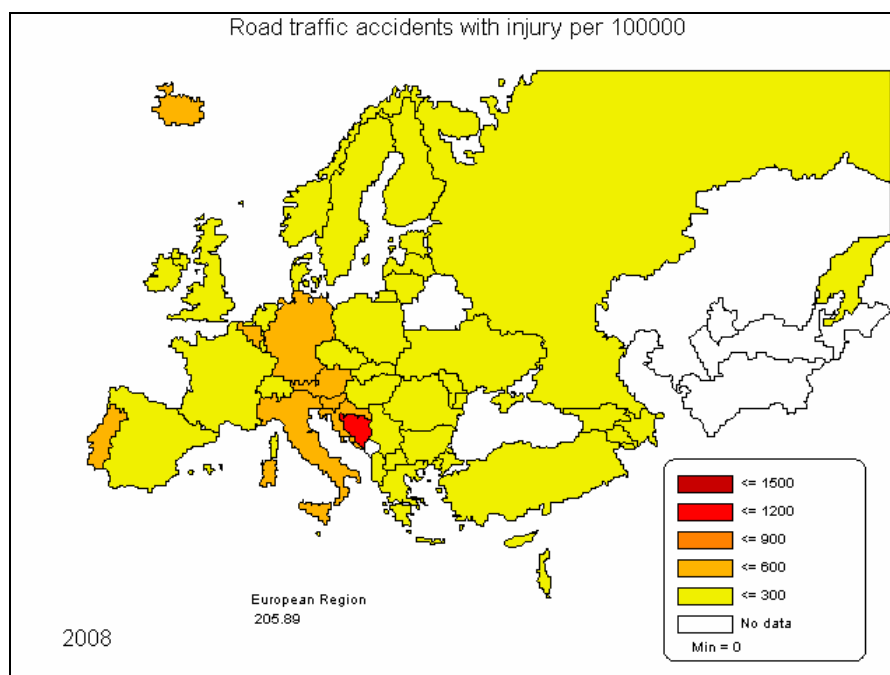 Road traffic accidents with injury per 100000
<= 1500
<= 1200
<= 900
<= 600
<= 300
No data
Min = 0
European Region
205.89
2008